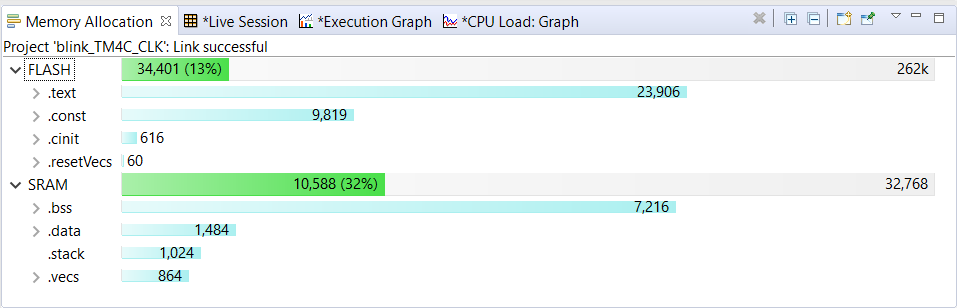 Memory Allocation *Live Session *Execution Graph *CPU Load: Graph
Project 'blink_TM4C_CLK': Link successful
FLASH 34,401 (13%) 262k
.text 23,906
.const 9,819
.cinit 616
.resetVecs 60
SRAM 10,588 (32%) 32,768
.bss 7,216
.data 1,484
.stack 1,024
.vecs 864